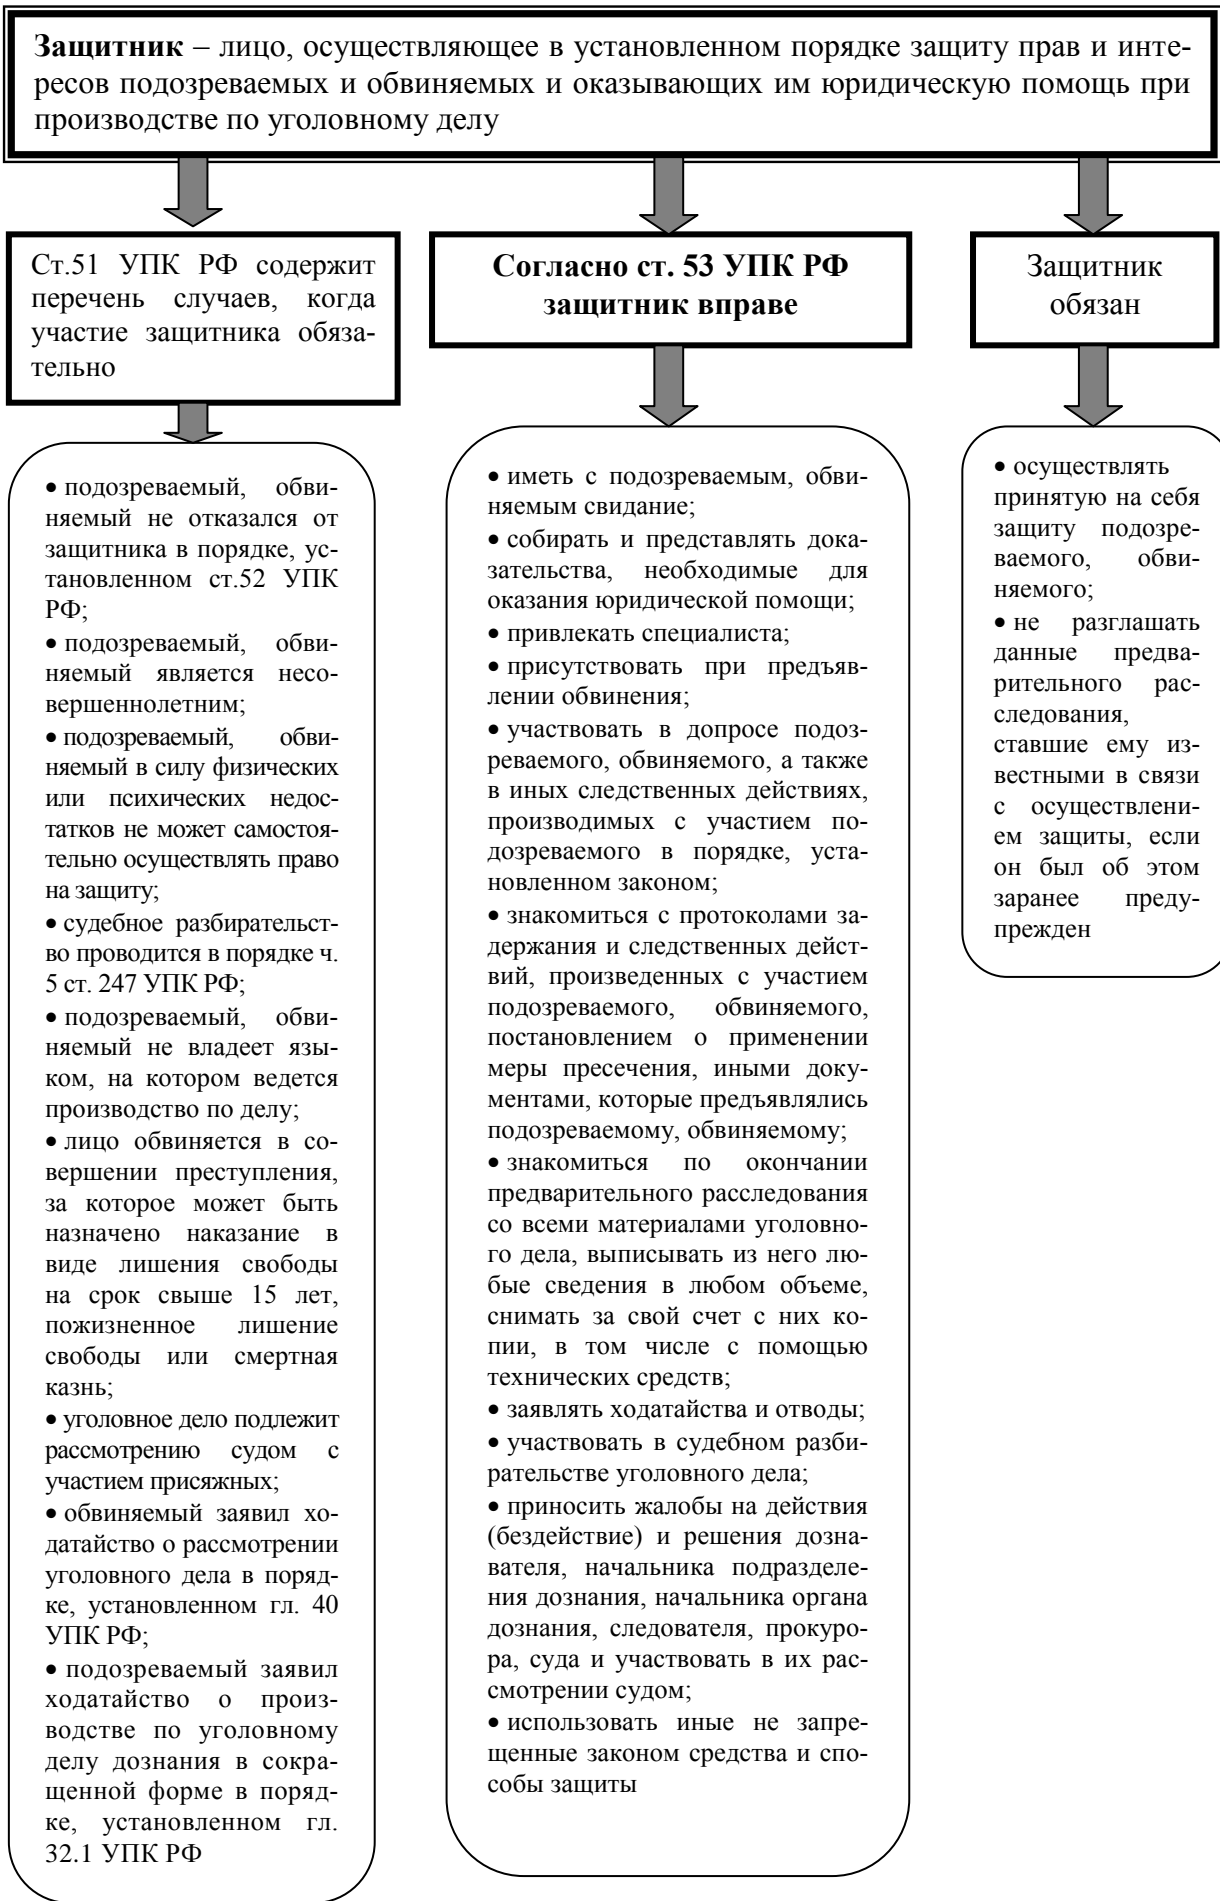 Защитник – лицо, осуществляющее в установленном порядке защиту прав и инте-
ресов подозреваемых и обвиняемых и оказывающих им юридическую помощь при
производстве по уголовному делу
Ст.51 УПК РФ содержит
перечень случаев, когда
участие защитника обяза-
тельно
• подозреваемый, обви-
няемый не отказался от
защитника в порядке, ус-
тановленном ст.52 УПК
РФ;
• подозреваемый, обви-
няемый является несо-
вершеннолетним;
• подозреваемый, обви-
няемый в силу физических
или психических недос-
татков не может самостоя-
тельно осуществлять право
на защиту;
• судебное разбирательст-
во проводится в порядке ч.
5 ст. 247 УПК РФ;
• подозреваемый, обви-
няемый не владеет язы-
ком, на котором ведется
производство по делу;
• лицо обвиняется в со-
вершении преступления,
за которое может быть
назначено наказание в
виде лишения свободы
на срок свыше 15 лет,
пожизненное лишение
свободы или смертная
казнь;
• уголовное дело подлежит
рассмотрению судом с
участием присяжных;
• обвиняемый заявил хо-
датайство о рассмотрении
уголовного дела в поряд-
ке, установленном гл. 40
УПК РФ;
• подозреваемый заявил
ходатайство о произ-
водстве по уголовному
делу дознания в сокра-
щенной форме в поряд-
ке, установленном гл.
32.1 УПК РФ
Согласно ст. 53 УПК РФ
защитник вправе
• иметь с подозреваемым, обви-
няемым свидание;
• собирать и представлять дока-
зательства, необходимые для
оказания юридической помощи;
• привлекать специалиста;
• присутствовать при предъяв-
лении обвинения;
• участвовать в допросе подоз-
реваемого, обвиняемого, а также
в иных следственных действиях,
производимых с участием по-
дозреваемого в порядке, уста-
новленном законом;
• знакомиться с протоколами за-
держания и следственных дейст-
вий, произведенных с участием
подозреваемого, обвиняемого,
постановлением о применении
меры пресечения, иными доку-
ментами, которые предъявлялись
подозреваемому, обвиняемому;
• знакомиться по окончании
предварительного расследования
со всеми материалами уголовно-
го дела, выписывать из него лю-
бые сведения в любом объеме,
снимать за свой счет с них ко-
пии, в том числе с помощью
технических средств;
• заявлять ходатайства и отводы;
• участвовать в судебном разби-
рательстве уголовного дела;
• приносить жалобы на действия
(бездействие) и решения дозна-
вателя, начальника подразделе-
ния дознания, начальника органа
дознания, следователя, прокуро-
ра, суда и участвовать в их рас-
смотрении судом;
• использовать иные не запре-
щенные законом средства и спо-
собы защиты
Защитник
обязан
• осуществлять
принятую на себя
защиту подозре-
ваемого, обви-
няемого;
• не разглашать
данные предва-
рительного рас-
следования,
ставшие ему из-
вестными в связи
с осуществлени-
ем защиты, если
он был об этом
заранее преду-
прежден